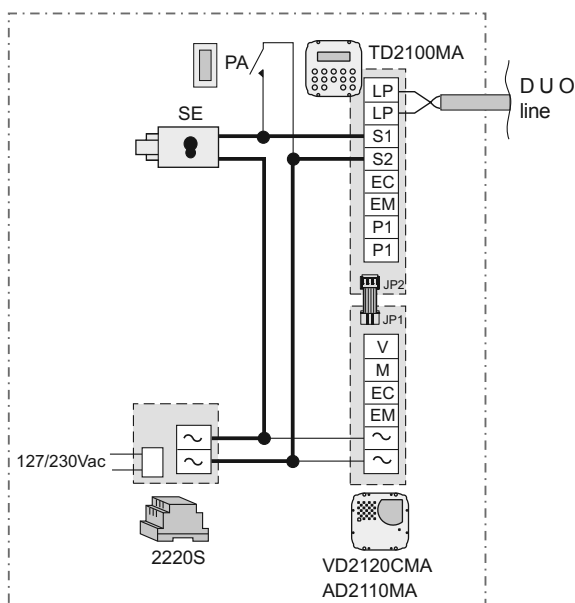 TD2100MA
PA
SE
LP
LP
S1
S2
EC
EM
P1
P1
D U O
line
JP2
JP1
V
M
EC
EM
~
~
127/230Vac
~
~
2220S
VD2120CMA
AD2110MA